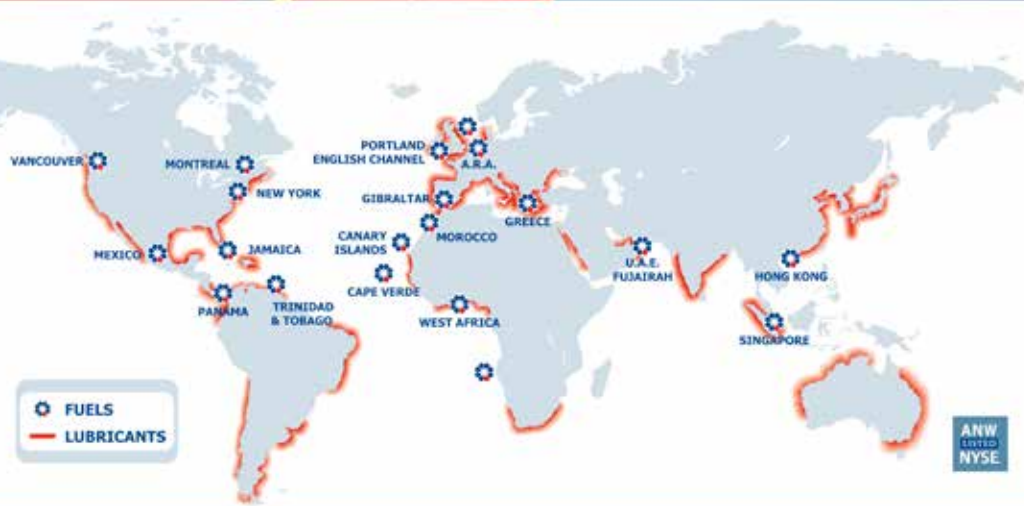 VANCOUVER
MONTREAL
NEW YORK
PORTLAND
ENGLISH CHANNEL
A.R.A.
GIBRALTAR
GREECE
MOROCCO
CANARY
ISLANDS
MEXICO
JAMAICA
CAPE VERDE
PANAMA
TRINIDAD
& TOBAGO
WEST AFRICA
U.A.E.
FUJAIRAH
HONG KONG
SINGAPORE
FUELS
LUBRICANTS
ANW
LISTED
NYSE